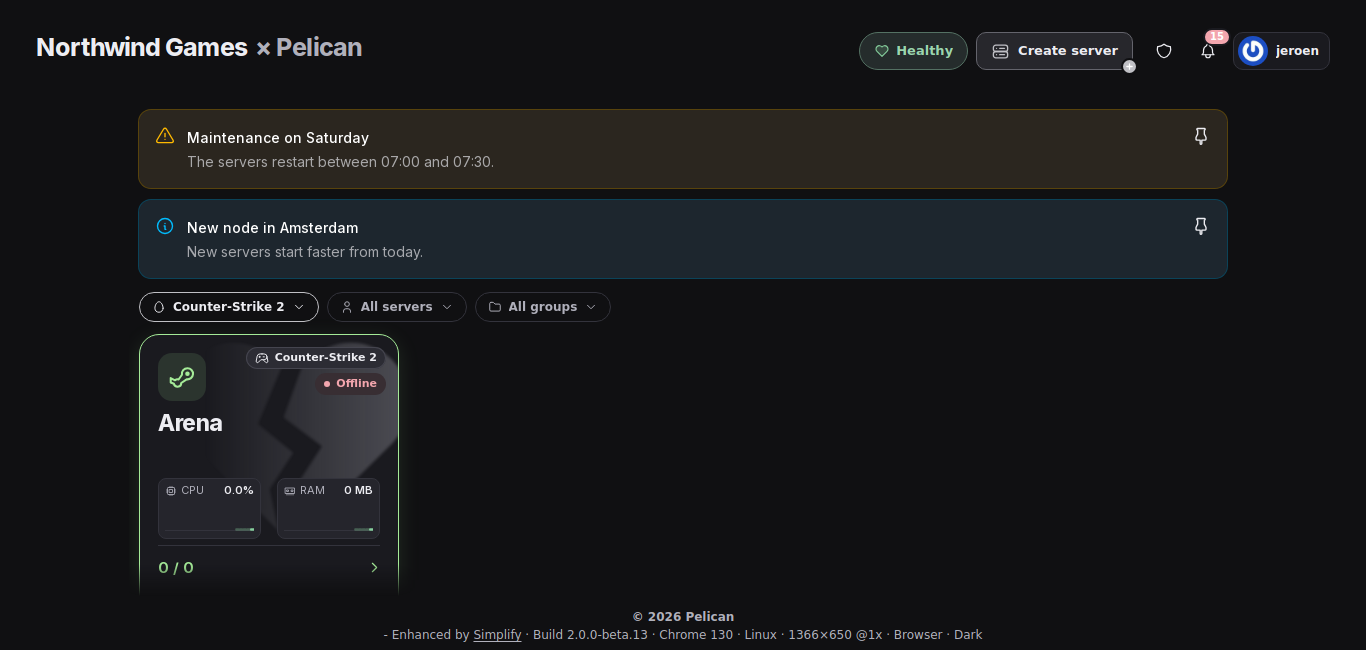 Northwind Games × Pelican
Healthy
Create server
15
jeroen
Maintenance on Saturday
The servers restart between 07:00 and 07:30.
New node in Amsterdam
New servers start faster from today.
Counter-Strike 2
All servers
All groups
Counter-Strike 2
Offline
Arena
CPU 0.0%
RAM 0 MB
0 / 0
© 2026 Pelican
- Enhanced by Simplify · Build 2.0.0-beta.13 · Chrome 130 · Linux · 1366×650 @1x · Browser · Dark